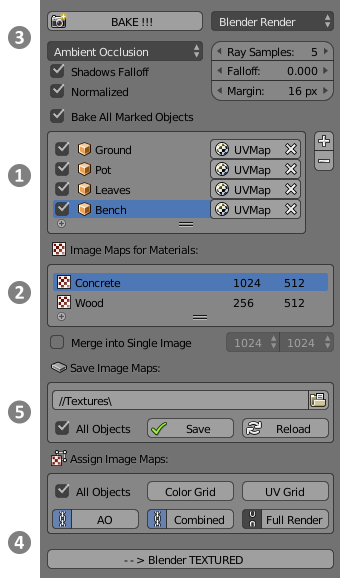 3 BAKE !!! Blender Render
Ambient Occlusion Ray Samples: 5
Shadows Falloff Falloff: 0.000
Normalized Margin: 16 px
Bake All Marked Objects
Ground UVMap
1 Pot UVMap
Leaves UVMap
Bench UVMap
Image Maps for Materials:
2 Concrete 1024 512
Wood 256 512
Merge into Single Image 1024 1024
Save Image Maps:
5 //Textures\
All Objects Save Reload
Assign Image Maps:
All Objects Color Grid UV Grid
AO Combined Full Render
4 - - > Blender TEXTURED